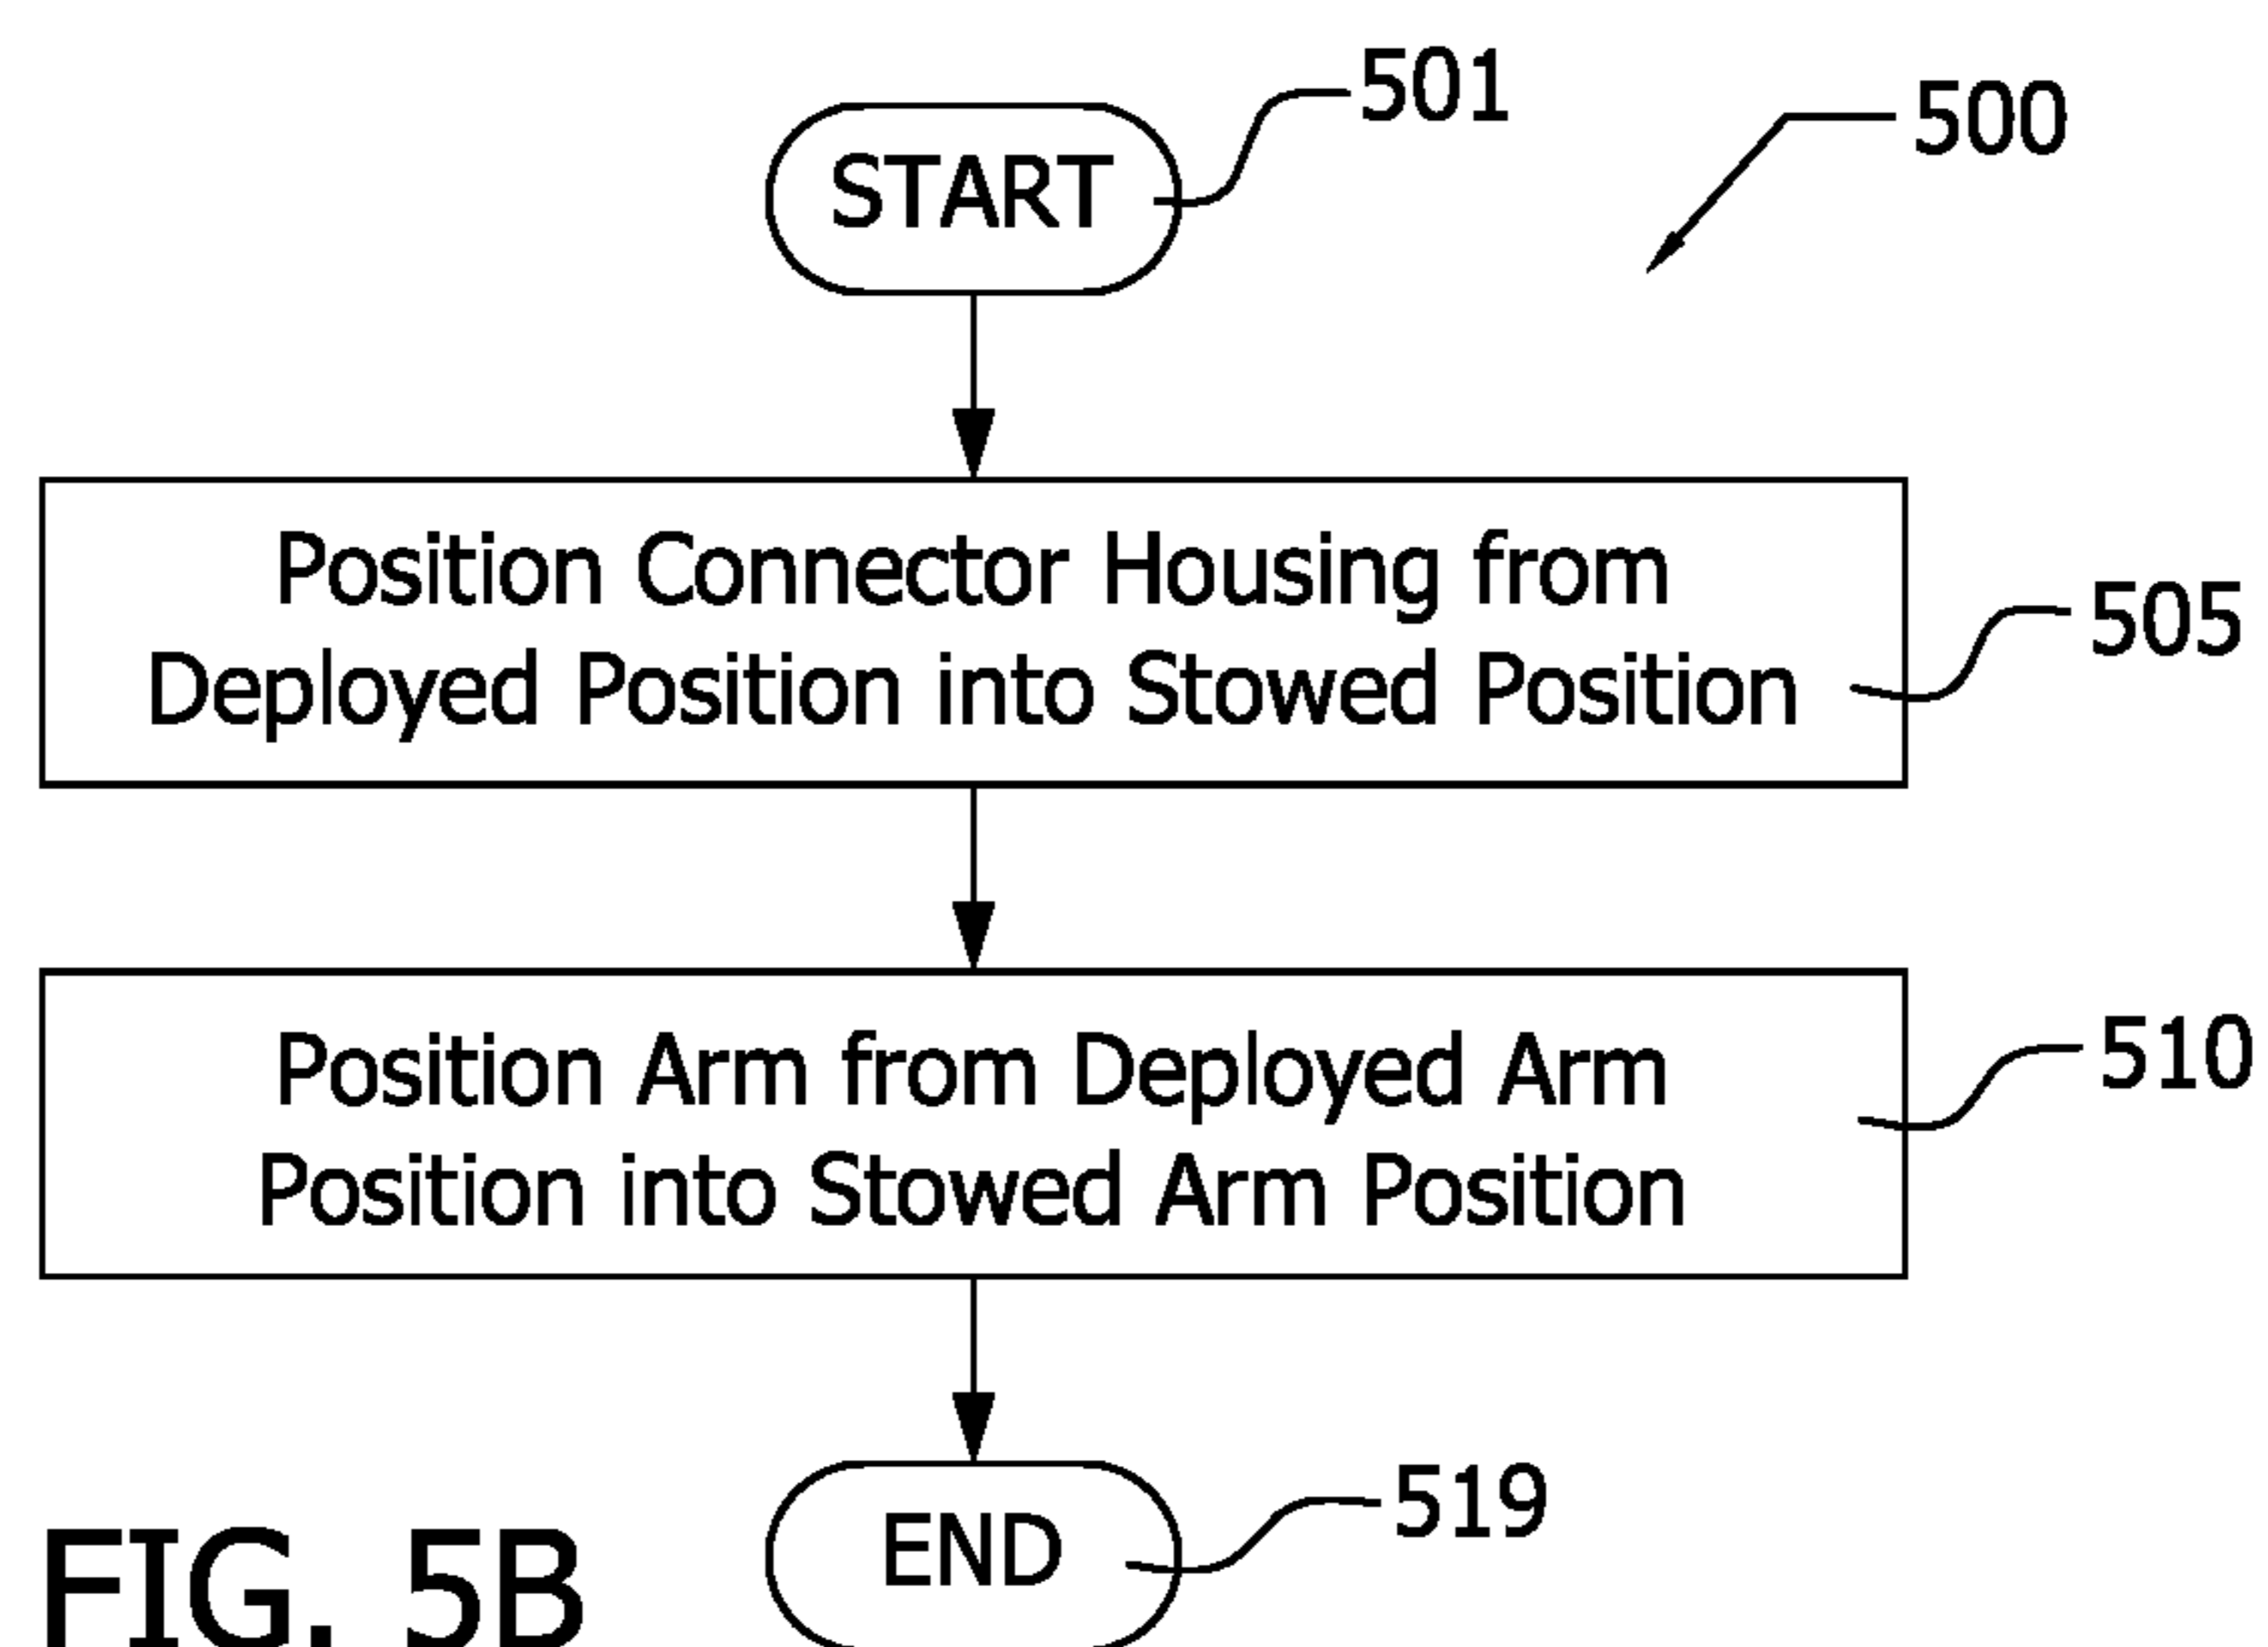 501
500
START
Position Connector Housing from
Deployed Position into Stowed Position
505
Position Arm from Deployed Arm
Position into Stowed Arm Position
510
END
519
FIG. 5B